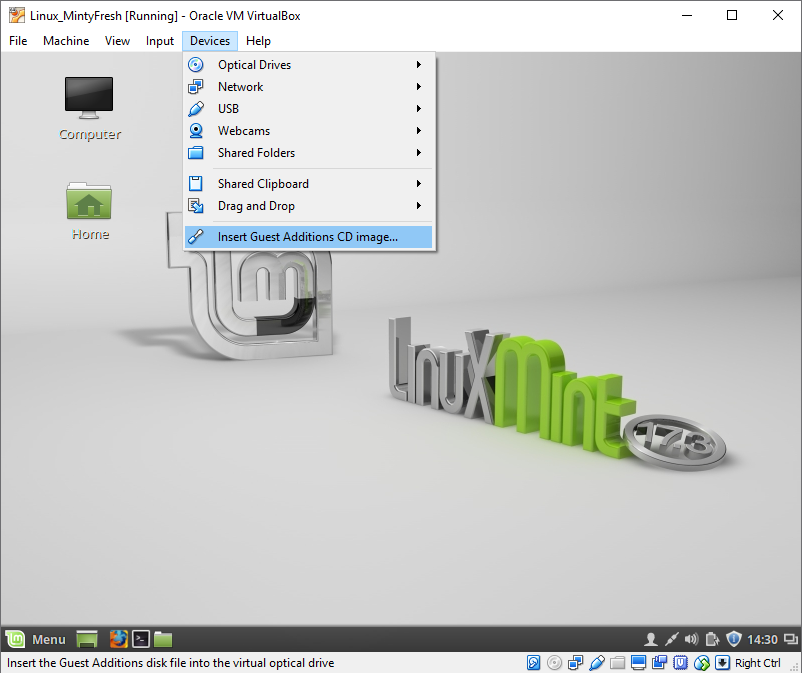 Linux_MintyFresh [Running] - Oracle VM VirtualBox
File Machine View Input Devices Help
Optical Drives
Network
USB
Webcams
Shared Folders
Shared Clipboard
Drag and Drop
Insert Guest Additions CD image...
Computer
Home
LinuxMint
17.3
Menu
14:30
Insert the Guest Additions disk file into the virtual optical drive
Right Ctrl